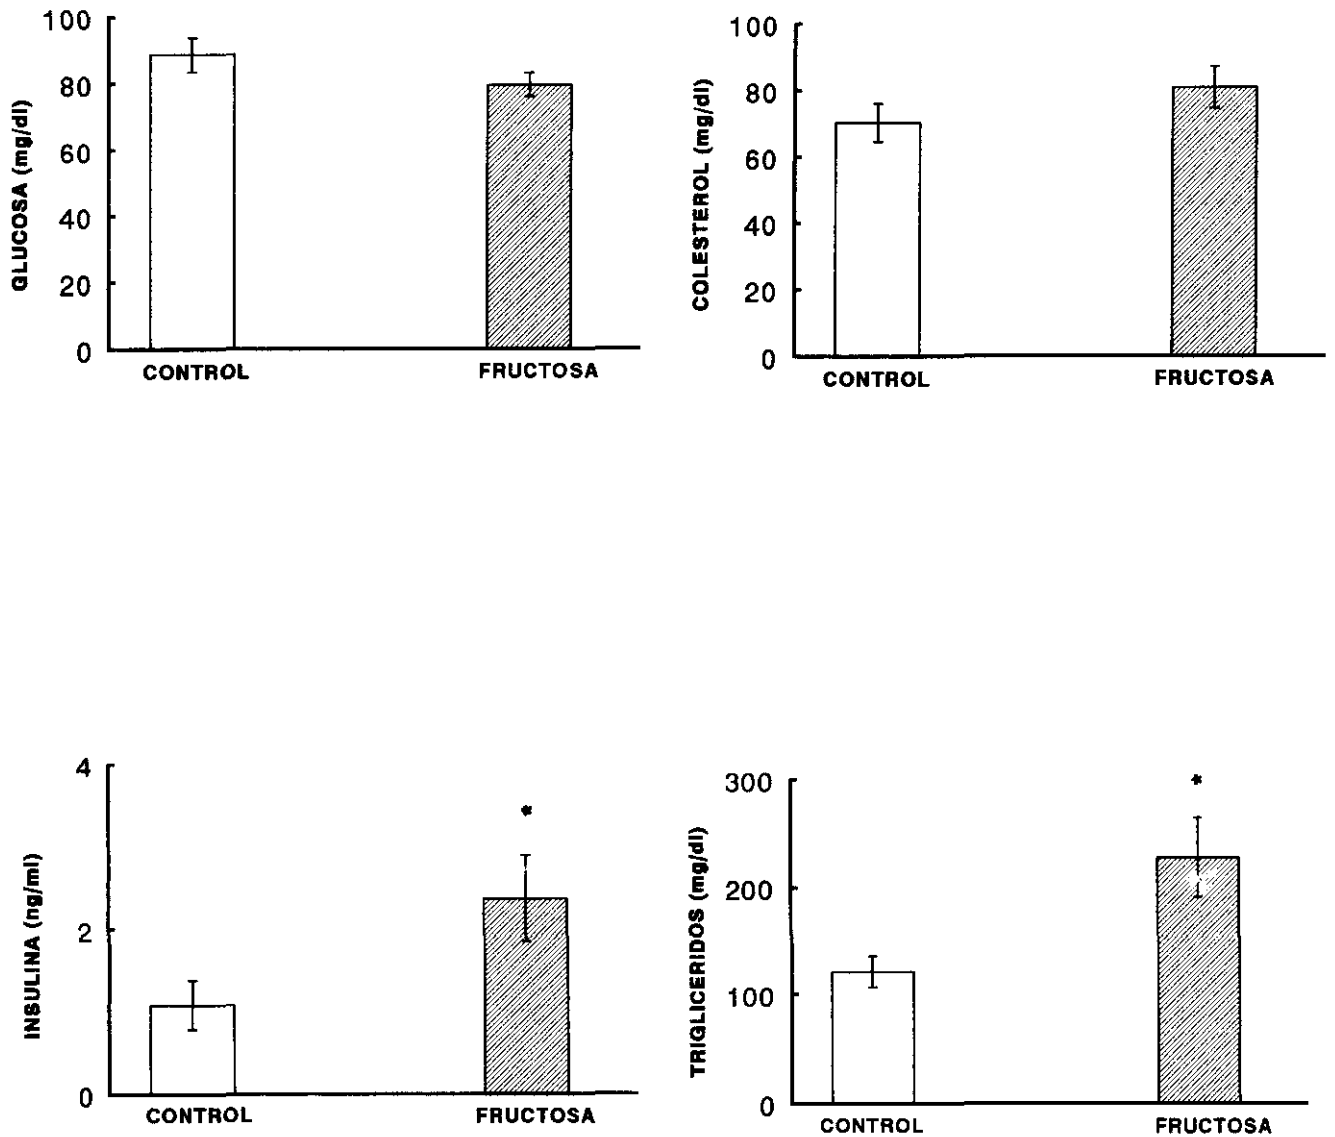 GLUCOSA (mg/dl)
100
80
60
40
20
0
CONTROL
FRUCTOSA
COLESTEROL (mg/dl)
100
80
60
40
20
0
CONTROL
FRUCTOSA
INSULINA (ng/ml)
4
2
0
*
CONTROL
FRUCTOSA
TRIGLICERIDOS (mg/dl)
300
200
100
0
*
CONTROL
FRUCTOSA